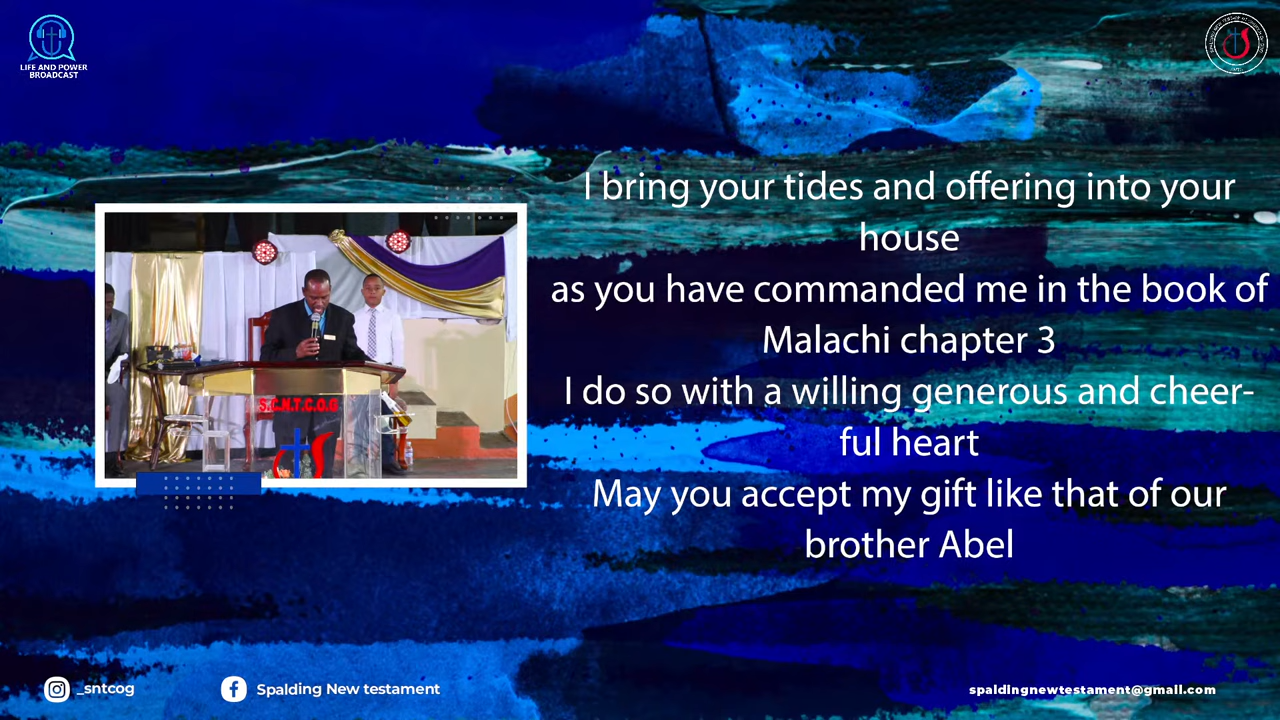 LIFE AND POWER
BROADCAST
I bring your tides and offering into your
house
as you have commanded me in the book of
Malachi chapter 3
I do so with a willing generous and cheer-
ful heart
May you accept my gift like that of our
brother Abel
S.C.N.T.C.O.G
_sntcog
Spalding New testament
spaldingnewtestament@gmail.com